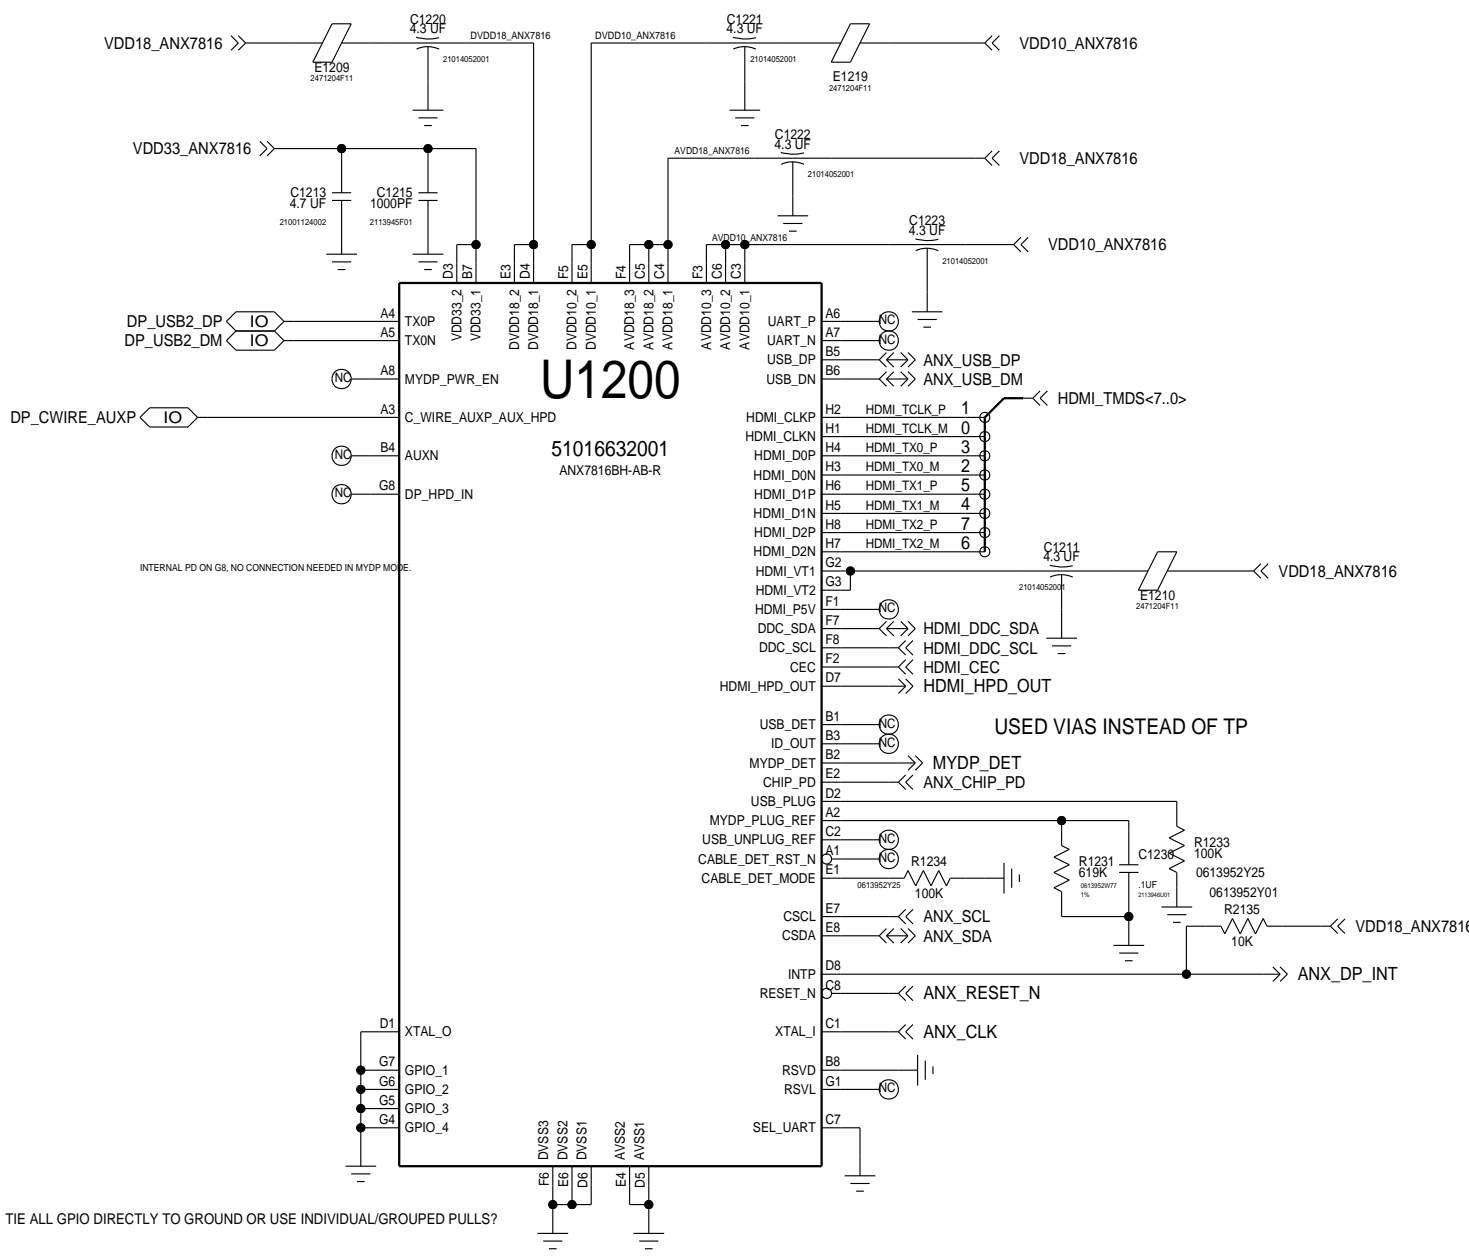 C1220
4.3 UF
C1221
4.3 UF
VDD18_ANX7816
DVDD18_ANX7816
DVDD10_ANX7816
VDD10_ANX7816
E1209
2471204F11
21014052001
21014052001
E1219
2471204F11
VDD33_ANX7816
AVDD18_ANX7816
C1222
4.3 UF
VDD18_ANX7816
21014052001
C1213
4.7 UF
21001124002
C1215
1000PF
2113945F01
C1223
4.3 UF
AVDD10_ANX7816
VDD10_ANX7816
21014052001
D3 B7 E3 D4 F5 E5 F4 C5 C4 F3 C6 C3
VDD33_2
VDD33_1
DVDD18_2
DVDD18_1
DVDD10_2
DVDD10_1
AVDD18_3
AVDD18_2
AVDD18_1
AVDD10_3
AVDD10_2
AVDD10_1
DP_USB2_DP IO A4 TX0P
DP_USB2_DM IO A5 TX0N
NC A8 MYDP_PWR_EN
DP_CWIRE_AUXP IO A3 C_WIRE_AUXP_AUX_HPD
NC B4 AUXN
NC G8 DP_HPD_IN
INTERNAL PD ON G8, NO CONNECTION NEEDED IN MYDP MODE.
U1200
51016632001
ANX7816BH-AB-R
UART_P A6 NC
UART_N A7 NC
USB_DP B5 ANX_USB_DP
USB_DN B6 ANX_USB_DM
HDMI_TMDS<7..0>
HDMI_CLKP H2 HDMI_TCLK_P 1
HDMI_CLKN H1 HDMI_TCLK_M 0
HDMI_D0P H4 HDMI_TX0_P 3
HDMI_D0N H3 HDMI_TX0_M 2
HDMI_D1P H6 HDMI_TX1_P 5
HDMI_D1N H5 HDMI_TX1_M 4
HDMI_D2P H8 HDMI_TX2_P 7
HDMI_D2N H7 HDMI_TX2_M 6
HDMI_VT1 G2
HDMI_VT2 G3
C1211
4.3 UF
21014052001
E1210
2471204F11
VDD18_ANX7816
HDMI_P5V F1 NC
DDC_SDA F7 HDMI_DDC_SDA
DDC_SCL F8 HDMI_DDC_SCL
CEC F2 HDMI_CEC
HDMI_HPD_OUT D7 HDMI_HPD_OUT
USED VIAS INSTEAD OF TP
USB_DET B1 NC
ID_OUT B3 NC
MYDP_DET B2 MYDP_DET
CHIP_PD E2 ANX_CHIP_PD
USB_PLUG D2
MYDP_PLUG_REF A2
USB_UNPLUG_REF C2 NC
CABLE_DET_RST_N A1 NC
CABLE_DET_MODE E1
0613952Y25
R1234
100K
R1231
619K
0613952W77
1%
C1230
.1UF
2113946U01
R1233
100K
0613952Y25
0613952Y01
R2135
10K
VDD18_ANX7816
CSCL E7 ANX_SCL
CSDA E8 ANX_SDA
INTP D8 ANX_DP_INT
RESET_N C8 ANX_RESET_N
XTAL_I C1 ANX_CLK
RSVD B8
RSVL G1 NC
SEL_UART C7
D1 XTAL_O
G7 GPIO_1
G6 GPIO_2
G5 GPIO_3
G4 GPIO_4
DVSS3
DVSS2
DVSS1
AVSS2
AVSS1
F6 E6 D6 E4 D5
TIE ALL GPIO DIRECTLY TO GROUND OR USE INDIVIDUAL/GROUPED PULLS?